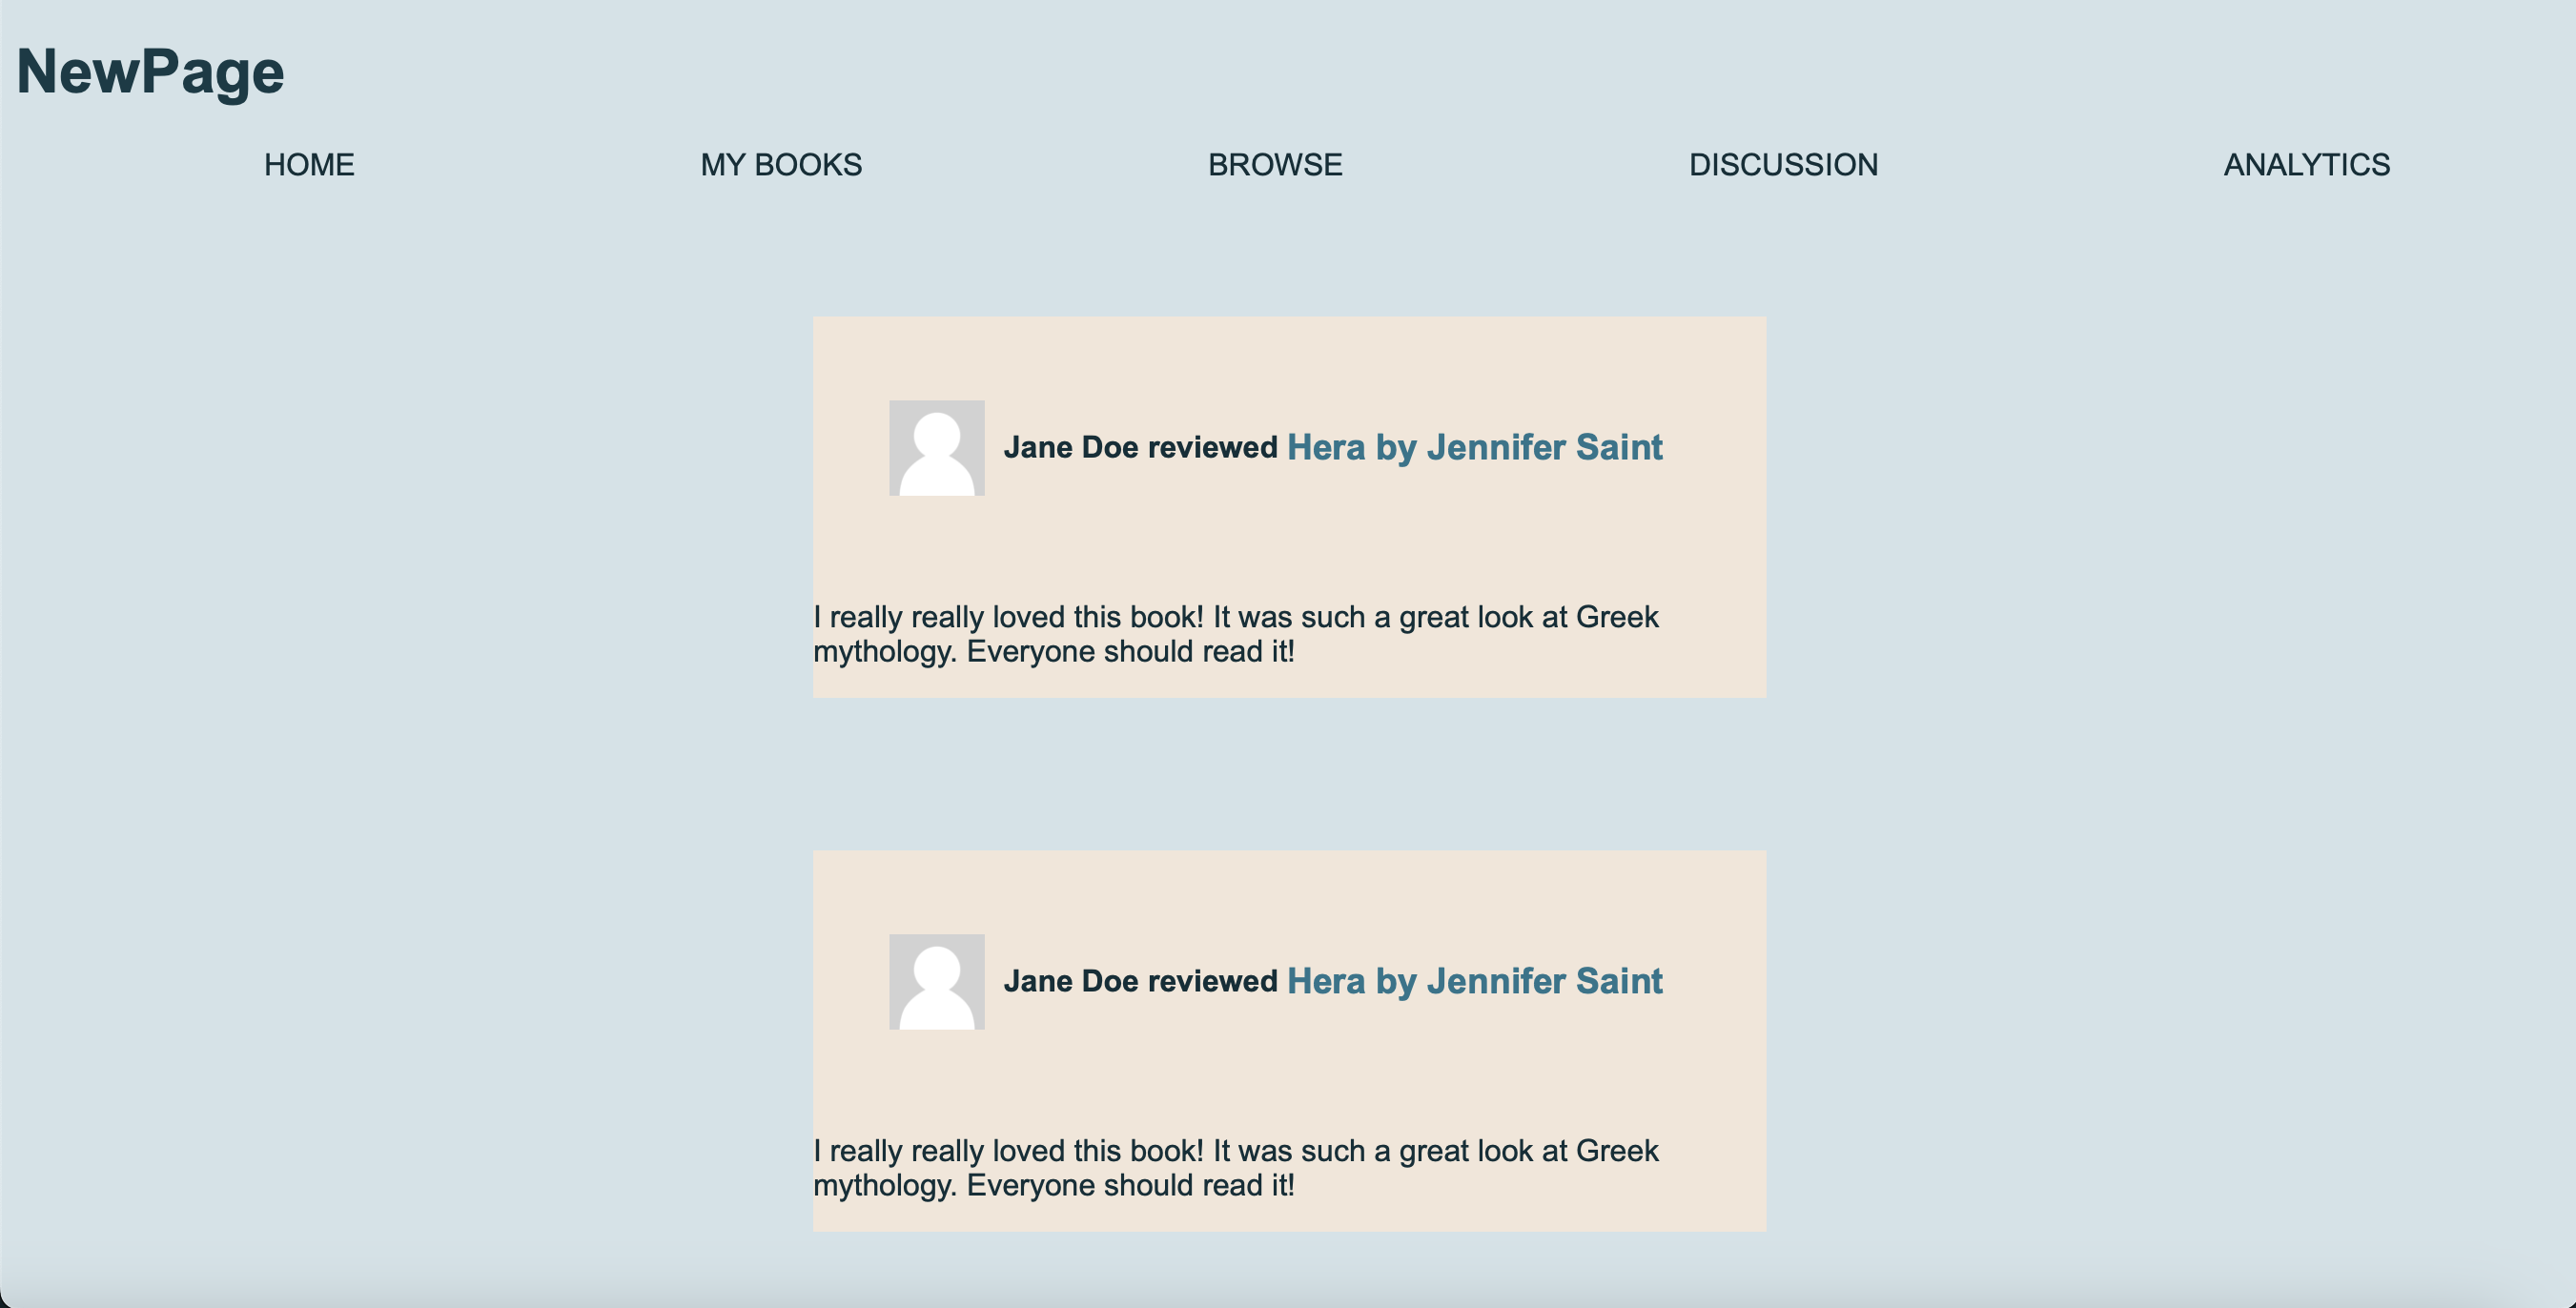 NewPage
HOME MY BOOKS BROWSE DISCUSSION ANALYTICS
Jane Doe reviewed Hera by Jennifer Saint
I really really loved this book! It was such a great look at Greek
mythology. Everyone should read it!
Jane Doe reviewed Hera by Jennifer Saint
I really really loved this book! It was such a great look at Greek
mythology. Everyone should read it!